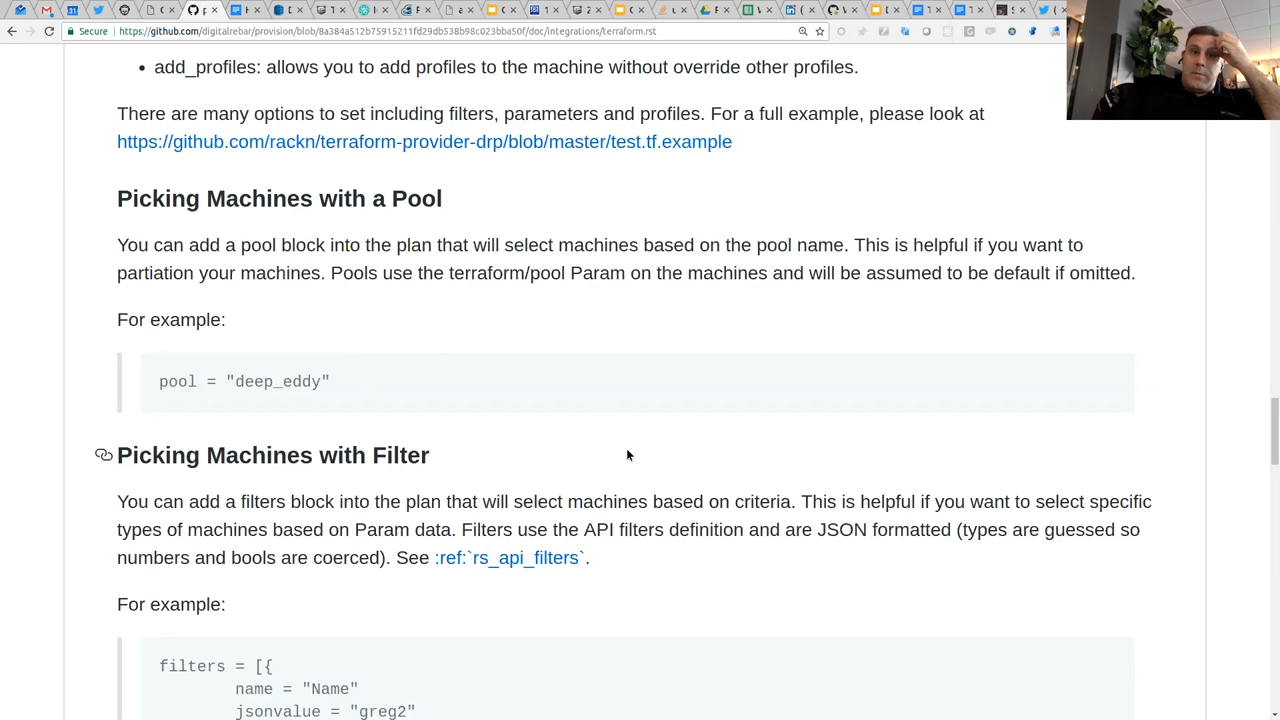 Secure
https://github.com/digitalrebar/provision/blob/8a384a512b75915211fd29db538b98c023bba50f/doc/integrations/terraform.rst
• add_profiles: allows you to add profiles to the machine without override other profiles.
There are many options to set including filters, parameters and profiles. For a full example, please look at
https://github.com/rackn/terraform-provider-drp/blob/master/test.tf.example
Picking Machines with a Pool
You can add a pool block into the plan that will select machines based on the pool name. This is helpful if you want to
partiation your machines. Pools use the terraform/pool Param on the machines and will be assumed to be default if omitted.
For example:
pool = "deep_eddy"
Picking Machines with Filter
You can add a filters block into the plan that will select machines based on criteria. This is helpful if you want to select specific
types of machines based on Param data. Filters use the API filters definition and are JSON formatted (types are guessed so
numbers and bools are coerced). See :ref:`rs_api_filters`.
For example:
filters = [{
name = "Name"
jsonvalue = "greg2"